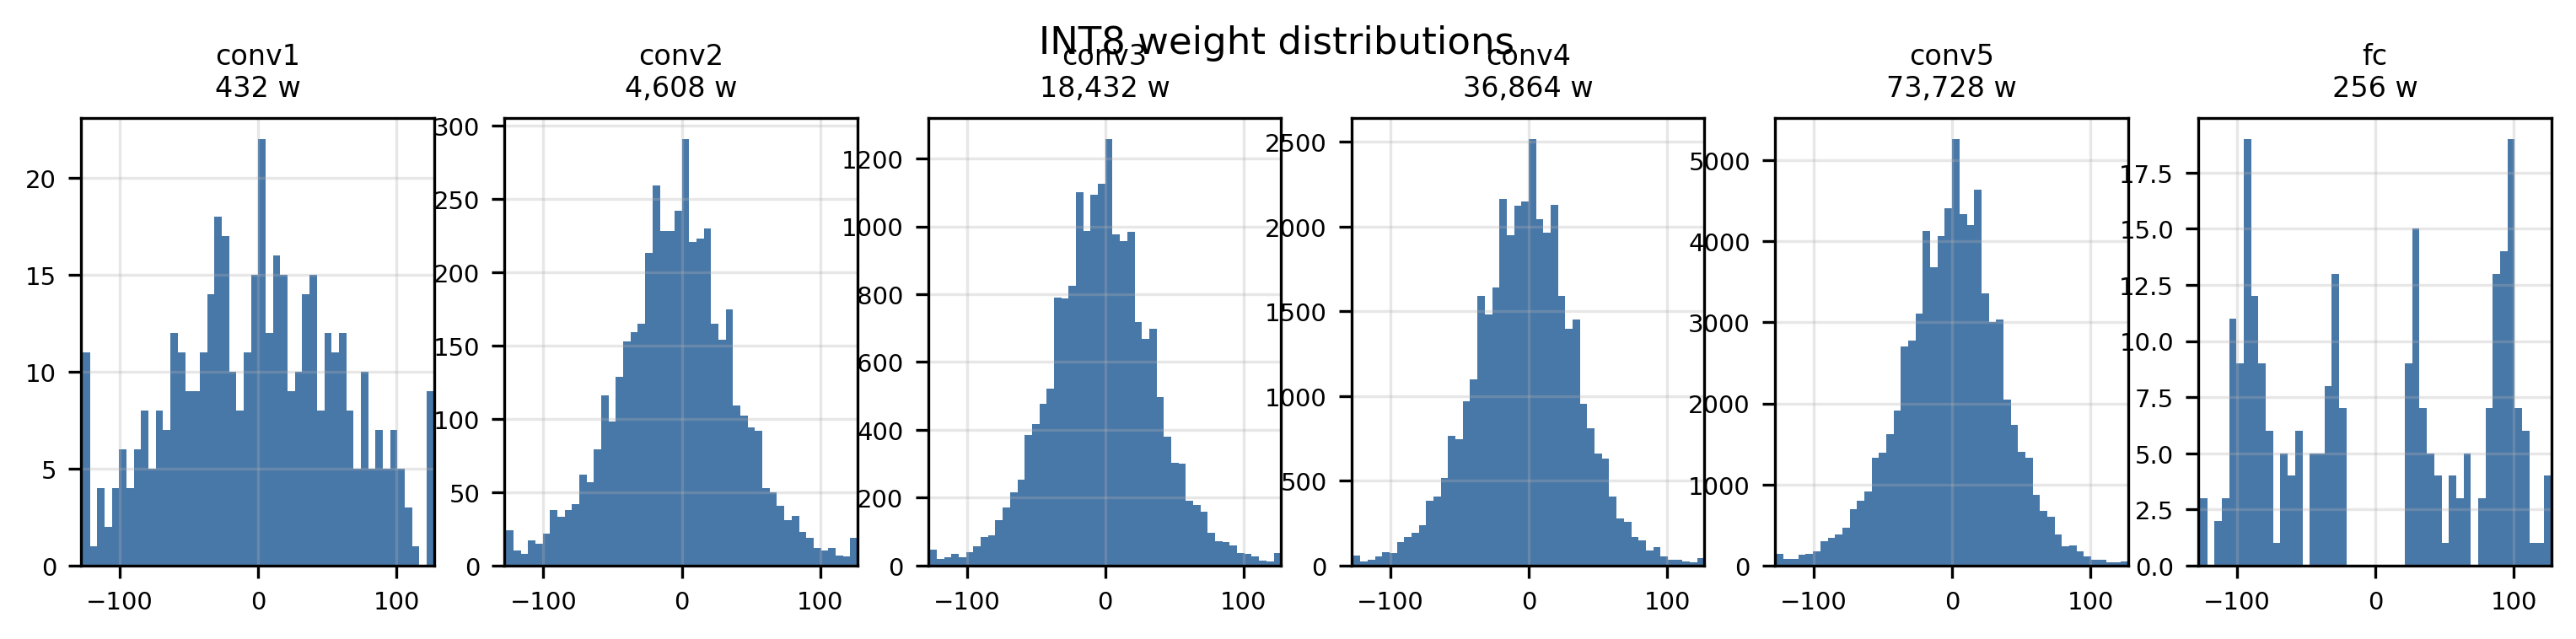 INT8 weight distributions
conv1
432 w
20
15
10
5
0
−100 0 100
conv2
4,608 w
300
250
200
150
100
50
0
−100 0 100
conv3
18,432 w
1200
1000
800
600
400
200
0
−100 0 100
conv4
36,864 w
2500
2000
1500
1000
500
0
−100 0 100
conv5
73,728 w
5000
4000
3000
2000
1000
0
−100 0 100
fc
256 w
17.5
15.0
12.5
10.0
7.5
5.0
2.5
0.0
−100 0 100